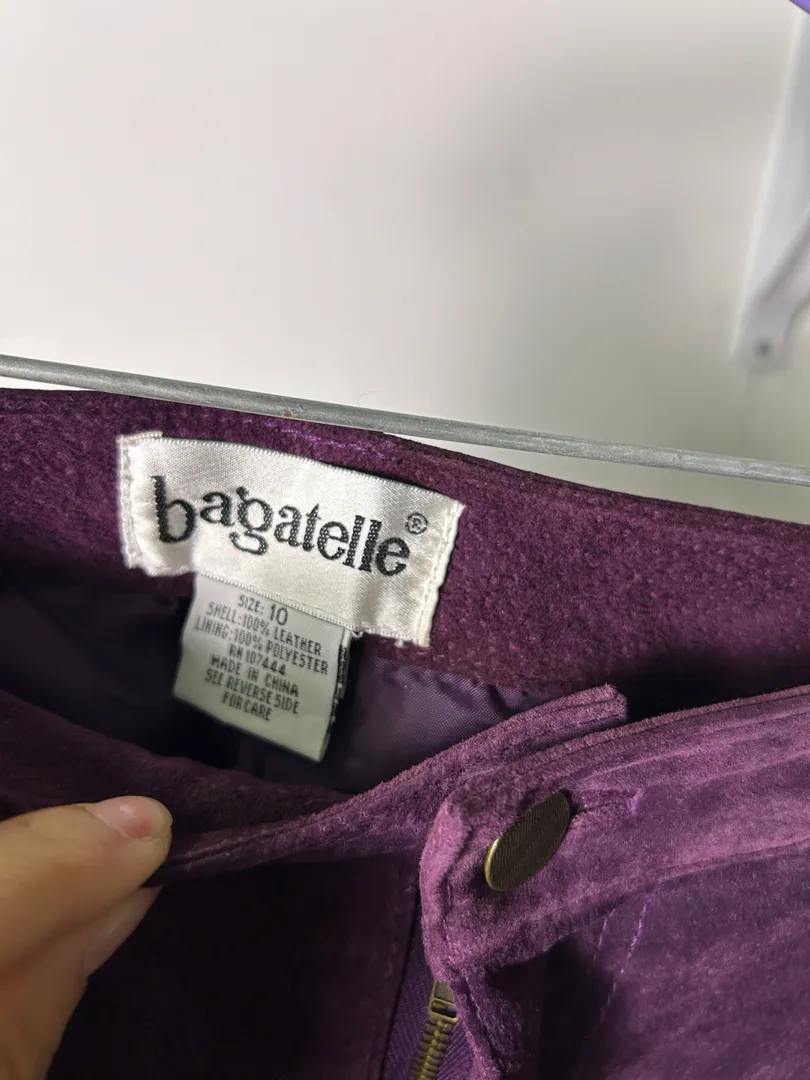 bagatelle®
SIZE: 10
SHELL:100% LEATHER
LINING:100% POLYESTER
RN 107444
MADE IN CHINA
SEE REVERSE SIDE
FOR CARE